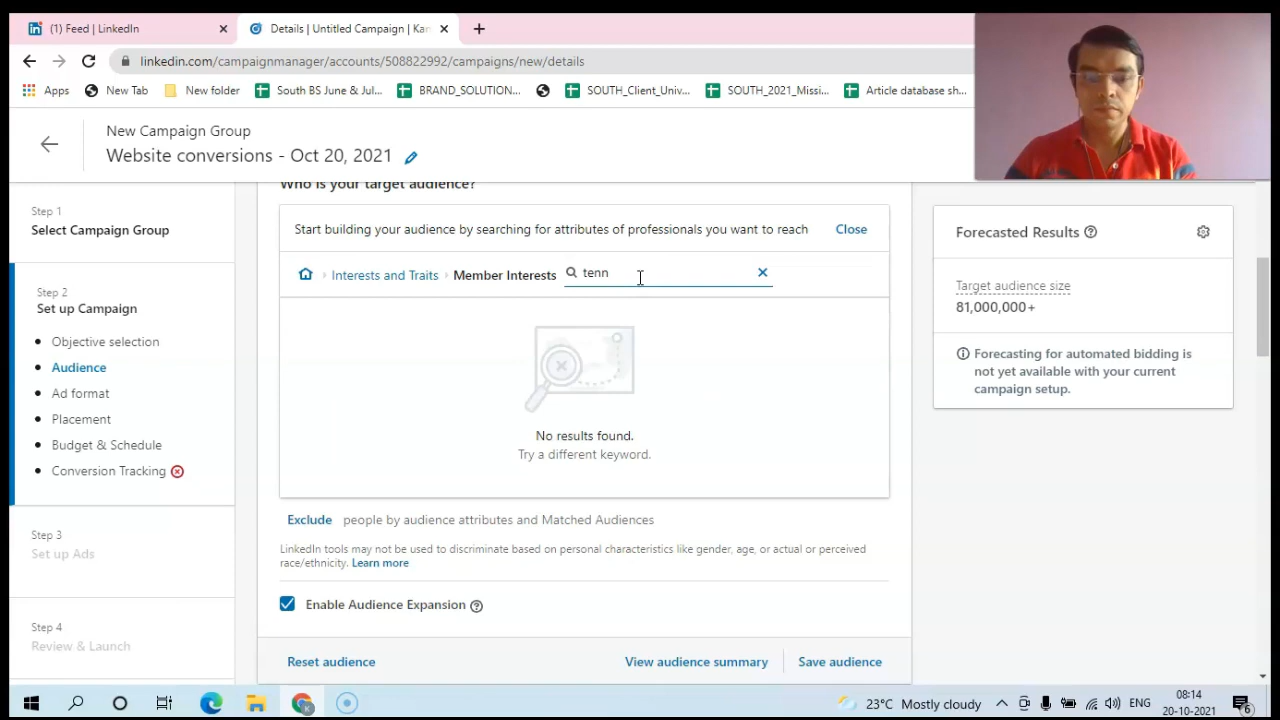 (1) Feed | LinkedIn
Details | Untitled Campaign | Kar
linkedin.com/campaignmanager/accounts/508822992/campaigns/new/details
Apps
New Tab
New folder
South BS June & Jul...
BRAND_SOLUTION...
SOUTH_Client_Univ...
SOUTH_2021_Missi...
Article database sh...
New Campaign Group
Website conversions - Oct 20, 2021
Step 1
Select Campaign Group
Step 2
Set up Campaign
Objective selection
Audience
Ad format
Placement
Budget & Schedule
Conversion Tracking
Step 3
Set up Ads
Step 4
Review & Launch
Who is your target audience?
Start building your audience by searching for attributes of professionals you want to reach
Close
Interests and Traits
Member Interests
tenn
No results found.
Try a different keyword.
Exclude people by audience attributes and Matched Audiences
LinkedIn tools may not be used to discriminate based on personal characteristics like gender, age, or actual or perceived
race/ethnicity. Learn more
Enable Audience Expansion
Reset audience
View audience summary
Save audience
Forecasted Results
Target audience size
81,000,000+
Forecasting for automated bidding is
not yet available with your current
campaign setup.
23°C Mostly cloudy
ENG
08:14
20-10-2021
6